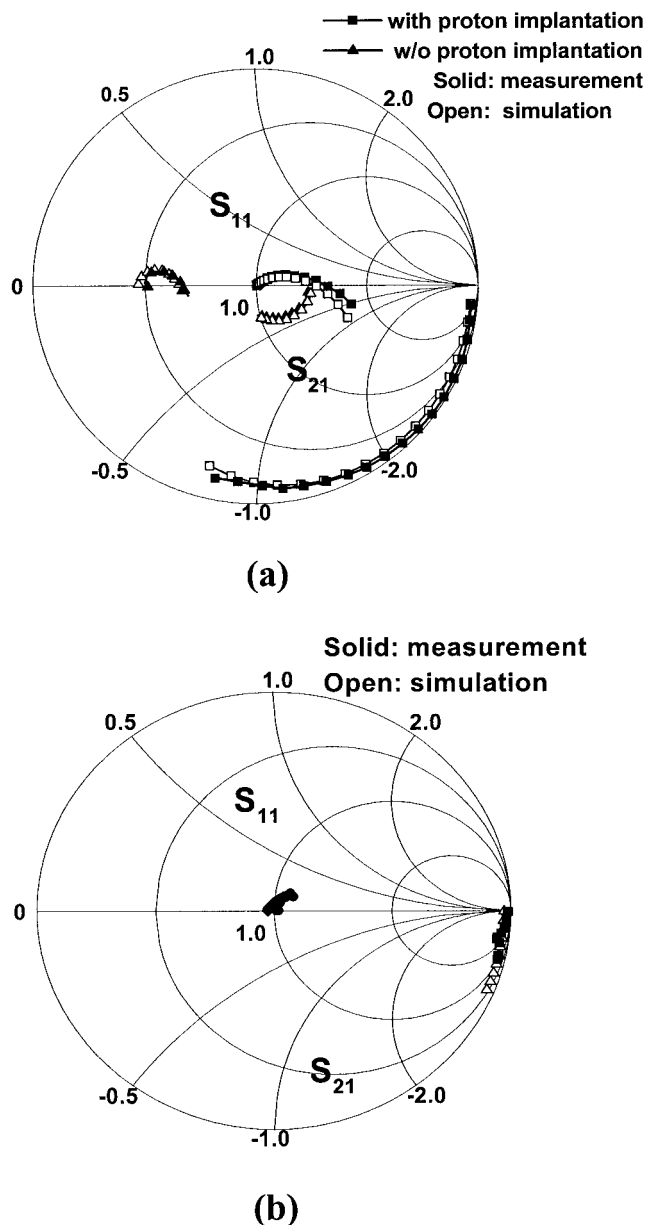 with proton implantation
w/o proton implantation
Solid: measurement
Open: simulation
1.0
0.5
2.0
S11
0
1.0
S21
-0.5
-2.0
-1.0
(a)
Solid: measurement
Open: simulation
1.0
0.5
2.0
S11
0
1.0
S21
-0.5
-2.0
-1.0
(b)